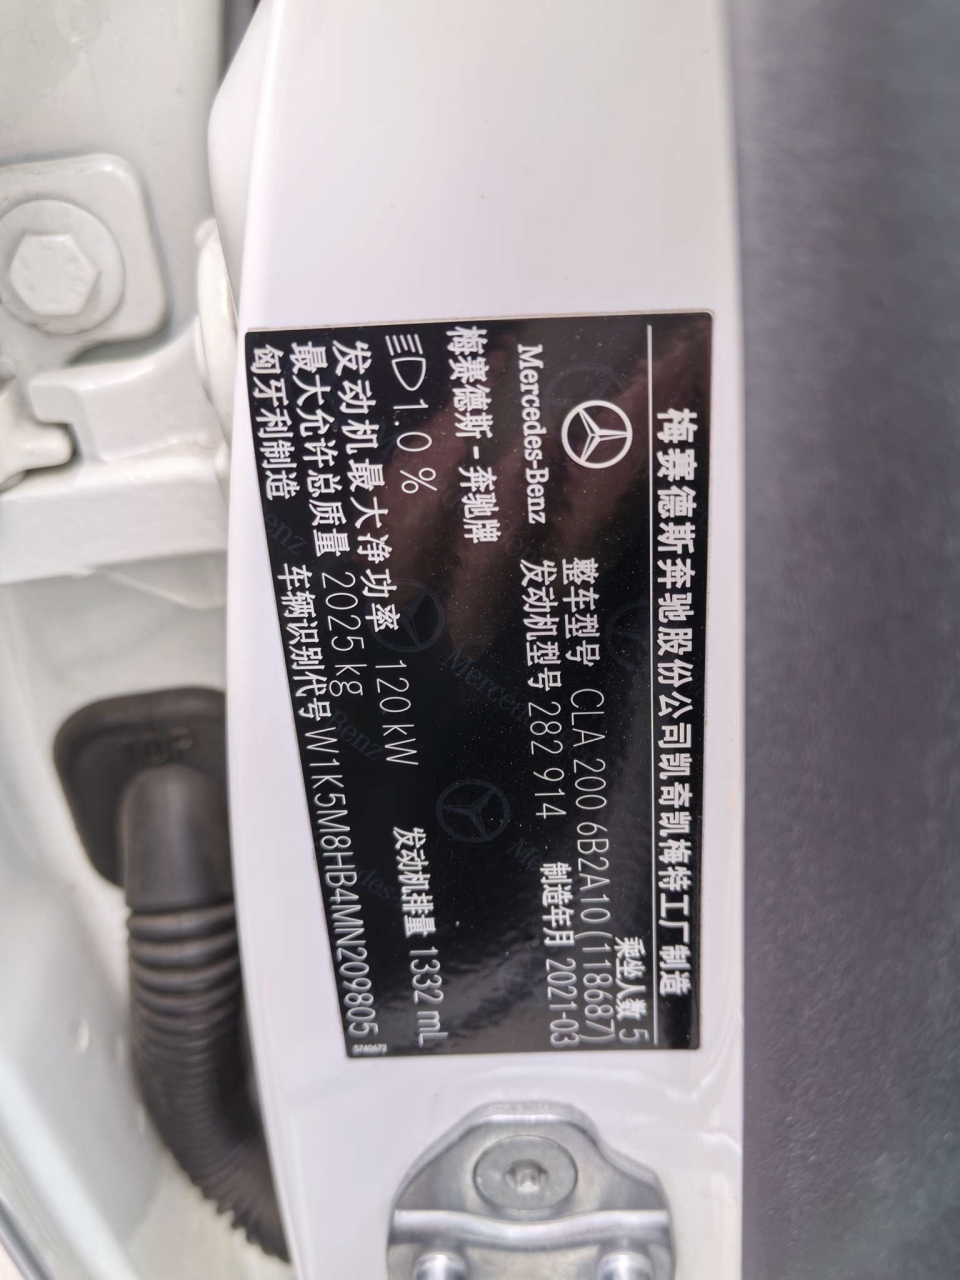 梅赛德斯奔驰股份公司凯奇凯梅特工厂制造
乘坐人数 5
Mercedes-Benz
整车型号 CLA 200 6B2A10(118687)
发动机型号 282 914
制造年月 2021-03
梅赛德斯-奔驰牌
1.0 %
发动机最大净功率 120 kW
发动机排量 1332 mL
最大允许总质量 2025 kg
匈牙利制造
车辆识别代号 W1K5M8HB4MN209805
TOP